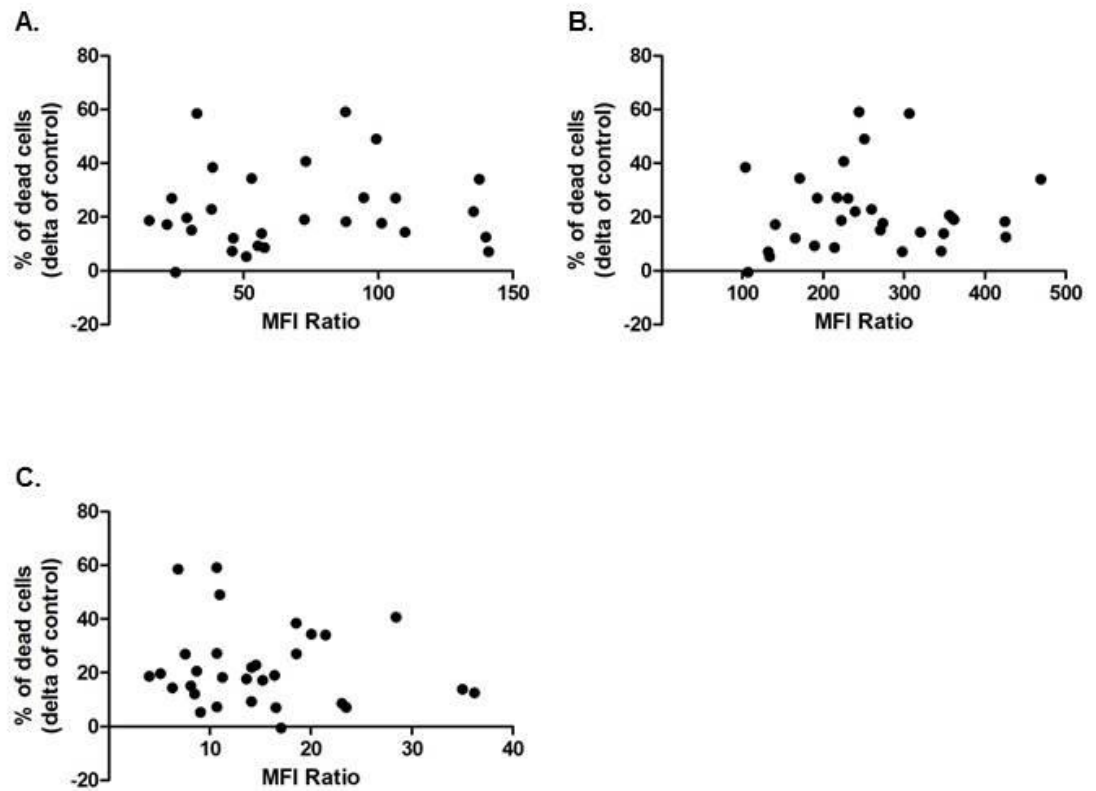 A.
% of dead cells
(delta of control)
80
60
40
20
0
-20
50
100
150
MFI Ratio
B.
% of dead cells
(delta of control)
80
60
40
20
0
-20
100
200
300
400
500
MFI Ratio
C.
% of dead cells
(delta of control)
80
60
40
20
0
-20
10
20
30
40
MFI Ratio